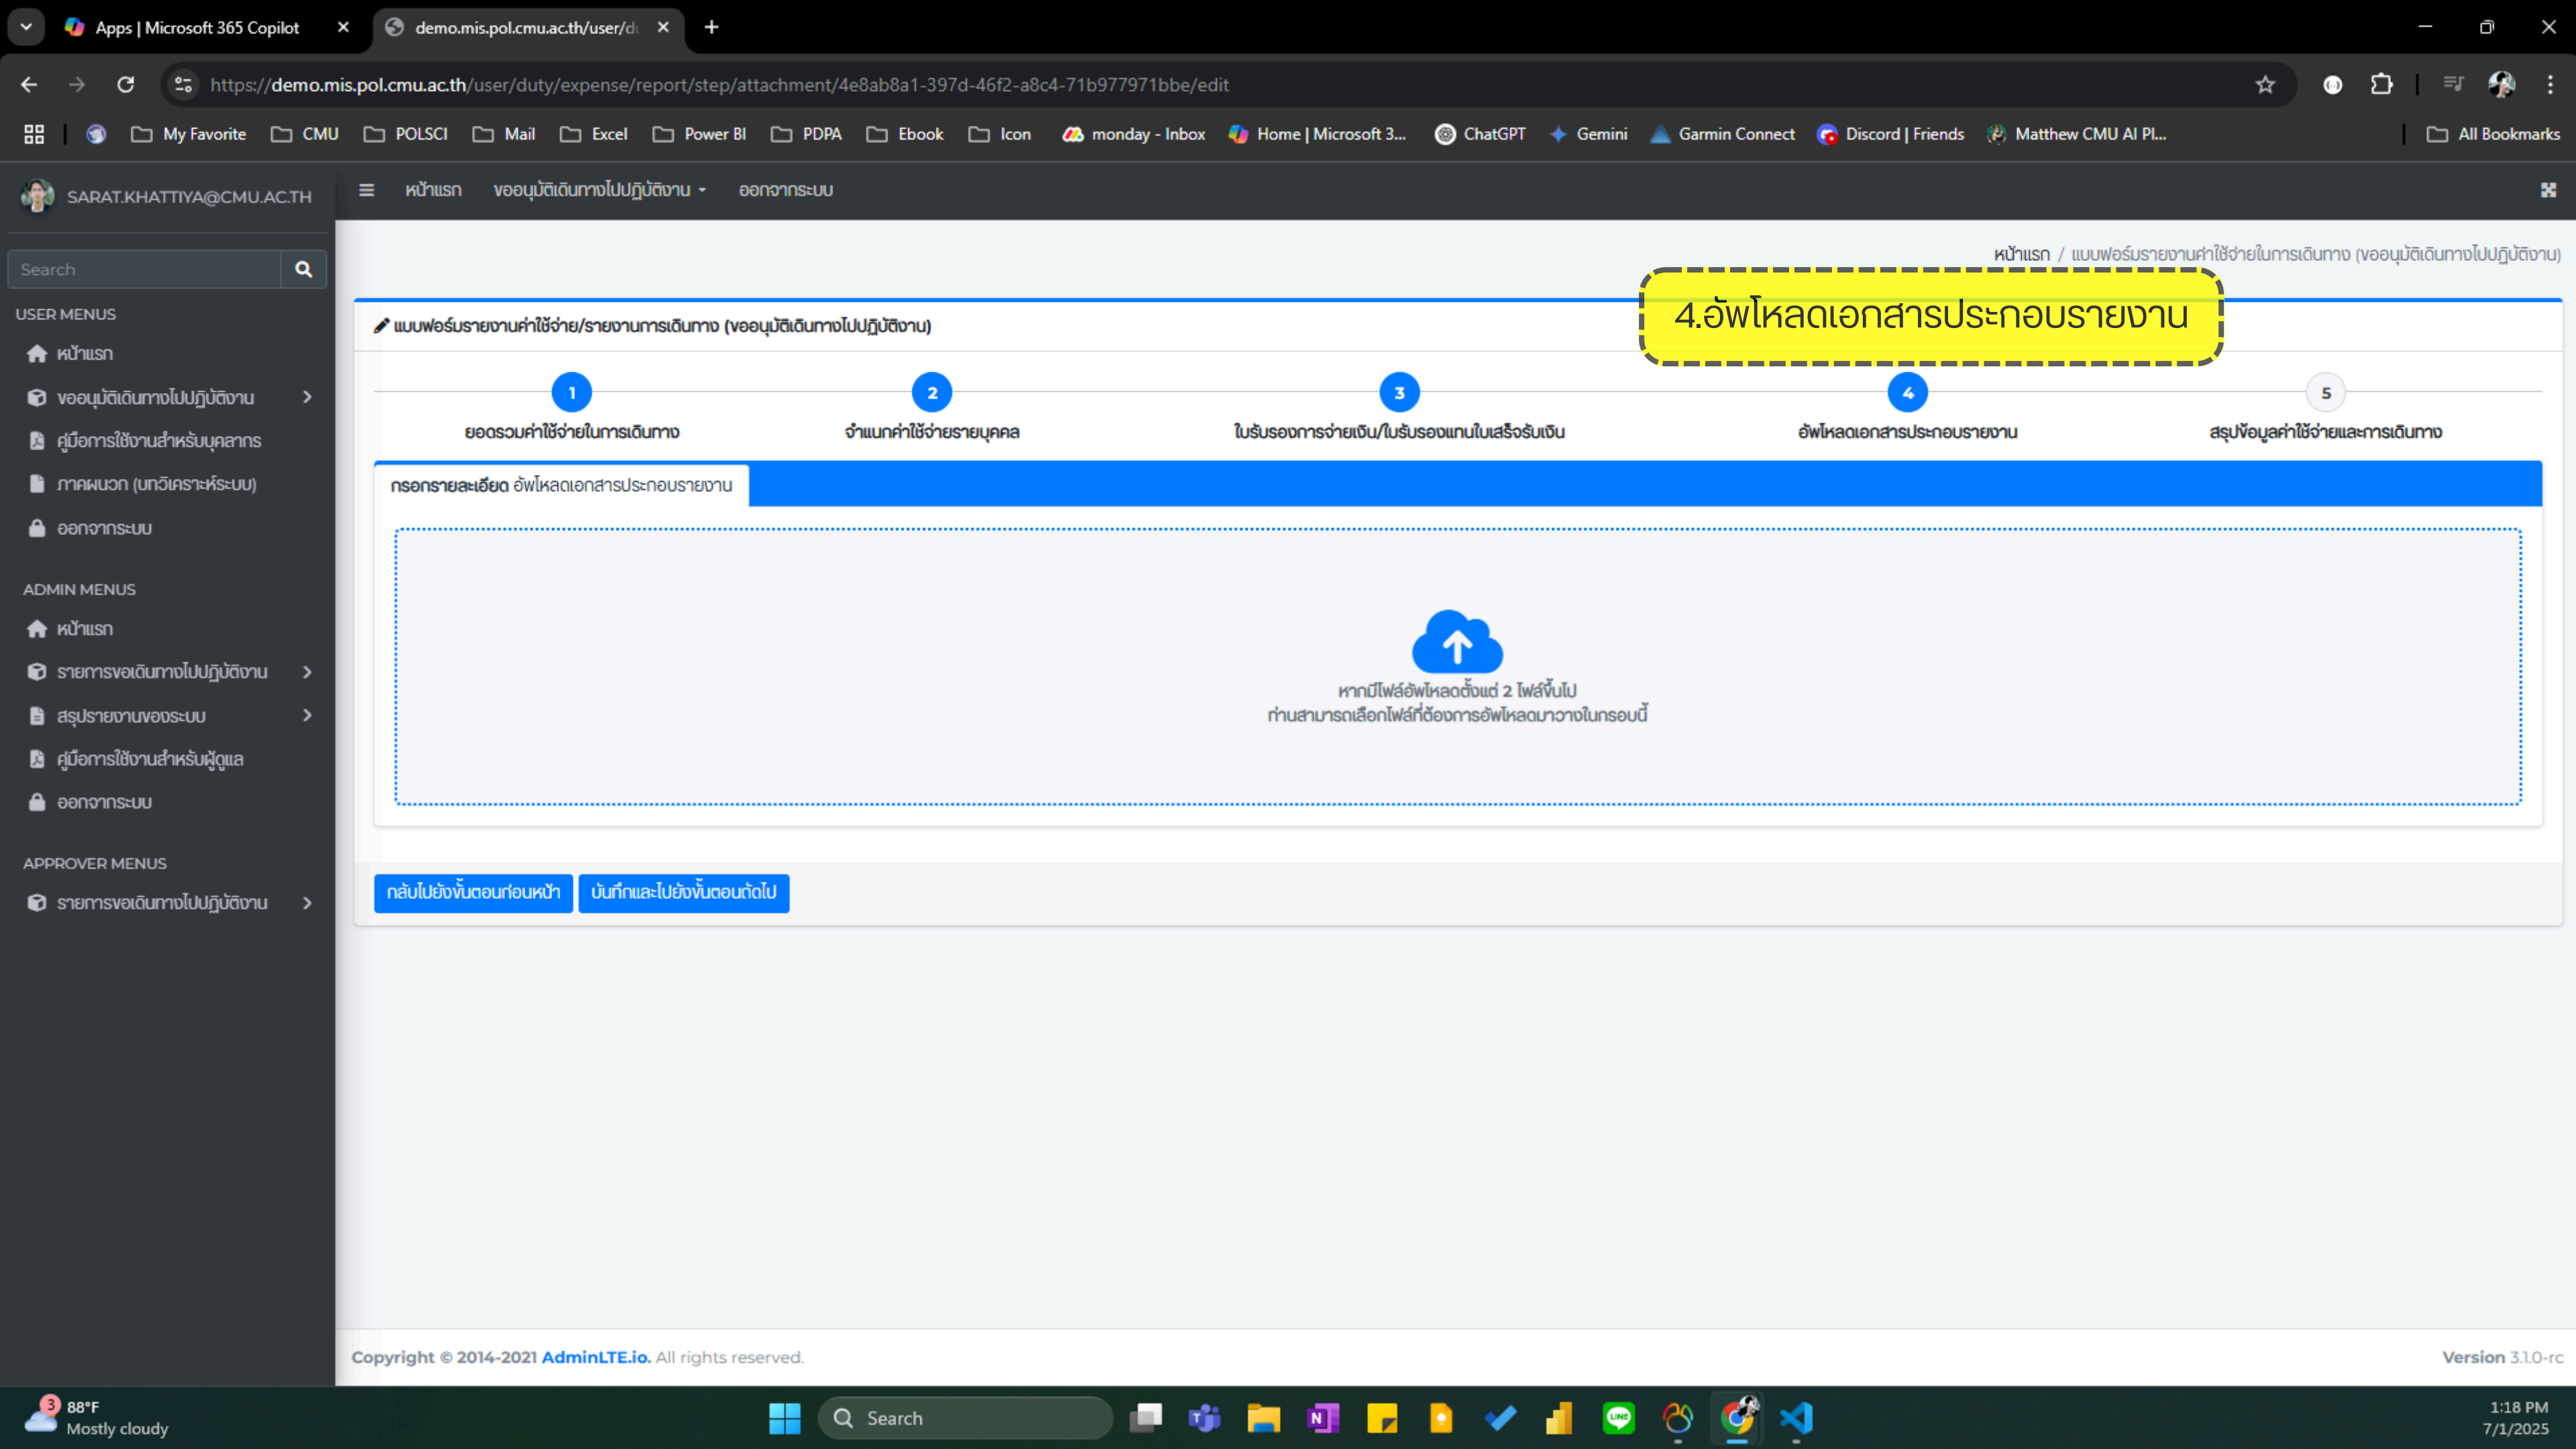 Apps | Microsoft 365 Copilot
demo.mis.pol.cmu.ac.th/user/du
https://demo.mis.pol.cmu.ac.th/user/duty/expense/report/step/attachment/4e8ab8a1-397d-46f2-a8c4-71b977971bbe/edit
My Favorite CMU POLSCI Mail Excel Power BI PDPA Ebook Icon monday - Inbox Home | Microsoft 3... ChatGPT Gemini Garmin Connect Discord | Friends Matthew CMU AI Pl... All Bookmarks
SARAT.KHATTIYA@CMU.AC.TH
หน้าแรก ขออนุมัติเดินทางไปปฏิบัติงาน ออกจากระบบ
Search
หน้าแรก / แบบฟอร์มรายงานค่าใช้จ่ายในการเดินทาง (ขออนุมัติเดินทางไปปฏิบัติงาน)
USER MENUS
หน้าแรก
ขออนุมัติเดินทางไปปฏิบัติงาน
คู่มือการใช้งานสำหรับบุคลากร
ภาคผนวก (บทวิเคราะห์ระบบ)
ออกจากระบบ
ADMIN MENUS
หน้าแรก
รายการขอเดินทางไปปฏิบัติงาน
สรุปรายงานของระบบ
คู่มือการใช้งานสำหรับผู้ดูแล
ออกจากระบบ
APPROVER MENUS
รายการขอเดินทางไปปฏิบัติงาน
4.อัพโหลดเอกสารประกอบรายงาน
แบบฟอร์มรายงานค่าใช้จ่าย/รายงานการเดินทาง (ขออนุมัติเดินทางไปปฏิบัติงาน)
1 2 3 4 5
ยอดรวมค่าใช้จ่ายในการเดินทาง จำแนกค่าใช้จ่ายรายบุคคล ใบรับรองการจ่ายเงิน/ใบรับรองแทนใบเสร็จรับเงิน อัพโหลดเอกสารประกอบรายงาน สรุปข้อมูลค่าใช้จ่ายและการเดินทาง
กรอกรายละเอียด อัพโหลดเอกสารประกอบรายงาน
หากมีไฟล์อัพโหลดตั้งแต่ 2 ไฟล์ขึ้นไป
ท่านสามารถเลือกไฟล์ที่ต้องการอัพโหลดมาวางในกรอบนี้
กลับไปยังขั้นตอนก่อนหน้า บันทึกและไปยังขั้นตอนถัดไป
Copyright © 2014-2021 AdminLTE.io. All rights reserved.
Version 3.1.0-rc
3
88°F
Mostly cloudy
Search
LINE
1:18 PM
7/1/2025